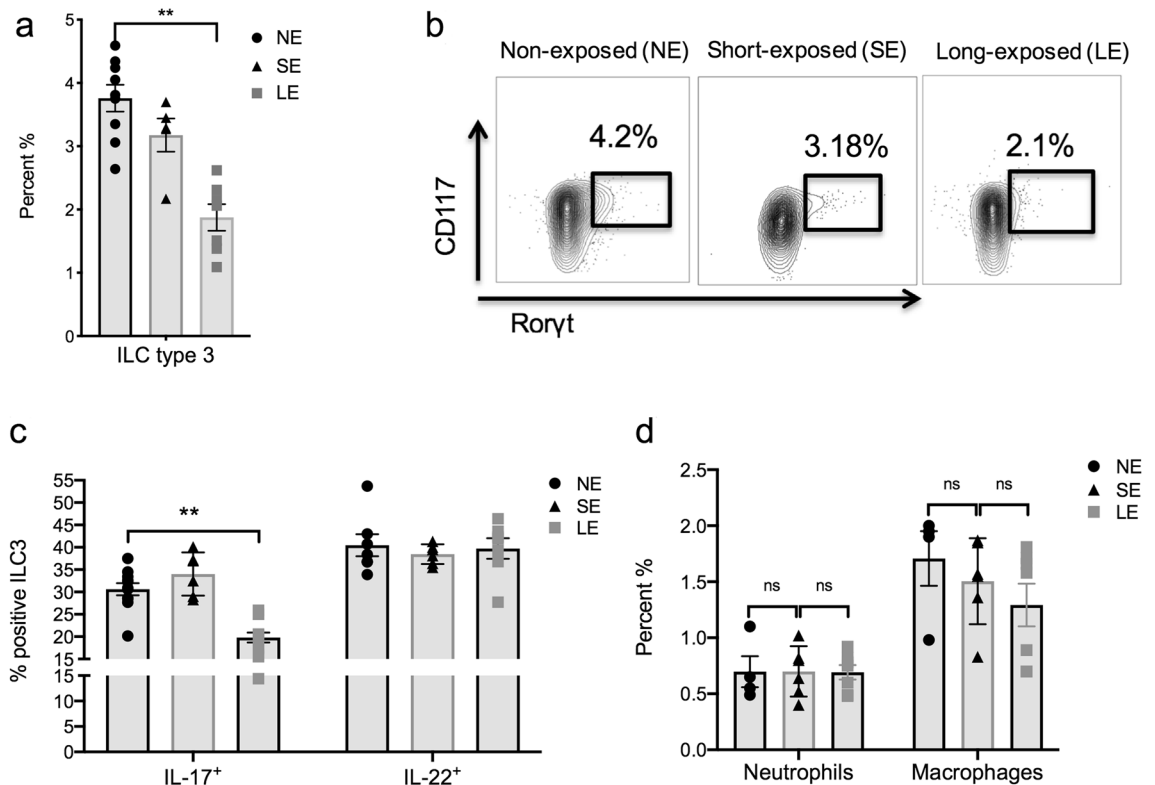 a
**
NE
SE
LE
5
4
3
2
1
0
Percent %
ILC type 3
b
Non-exposed (NE)
Short-exposed (SE)
Long-exposed (LE)
4.2%
3.18%
2.1%
CD117
Rorγt
c
**
NE
SE
LE
55
50
45
40
35
30
25
20
15
15
10
5
0
% positive ILC3
IL-17+
IL-22+
d
NE
SE
LE
2.5
2.0
1.5
1.0
0.5
0.0
Percent %
ns
ns
ns
ns
Neutrophils
Macrophages